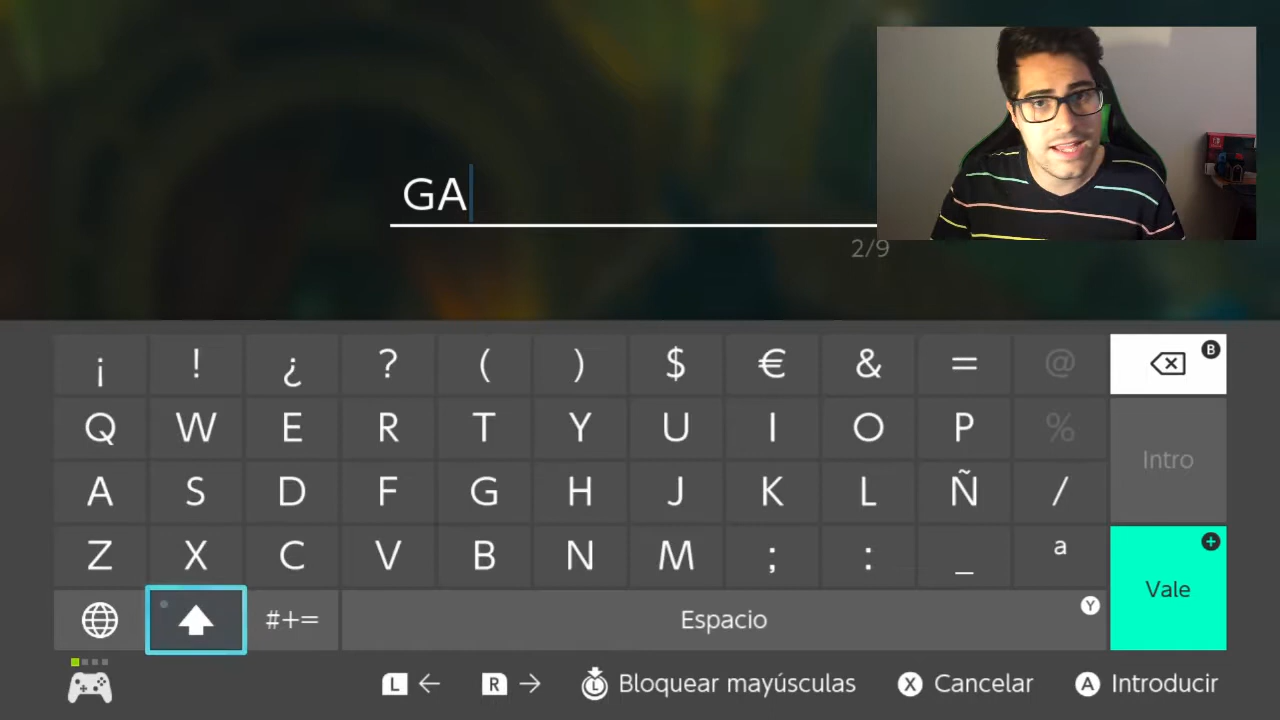 GA
2/9
¡ ! ¿ ? ( ) $ € & = @ B
Q W E R T Y U I O P %
Intro
A S D F G H J K L Ñ /
Z X C V B N M ; : _ ª +
Vale
#+= Espacio Y
L ← R → L Bloquear mayúsculas X Cancelar A Introducir